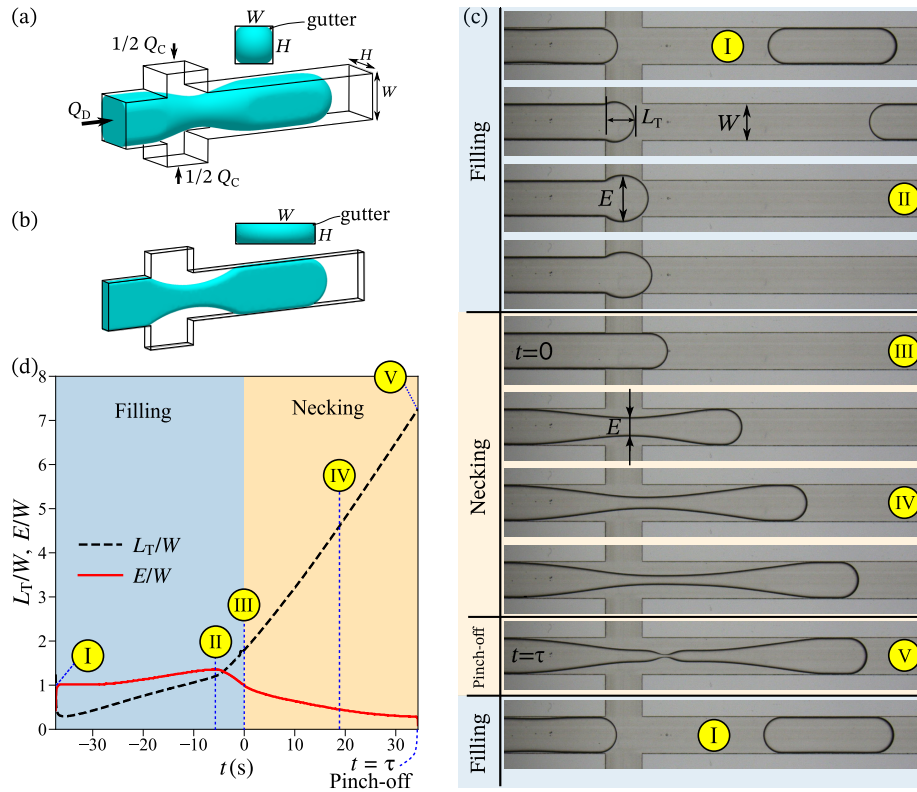 (a)
W
gutter
H
1/2 Q_C
H
W
Q_D
1/2 Q_C
(b)
W
gutter
H
(c)
Filling
I
L_T
W
E
II
Necking
t=0
III
E
IV
Pinch-off
t=τ
V
Filling
I
(d)
8
7
6
5
4
3
2
1
0
L_T/W, E/W
Filling
Necking
V
IV
L_T/W
E/W
III
II
I
−30
−20
−10
0
10
20
30
t (s)
t = τ
Pinch-off